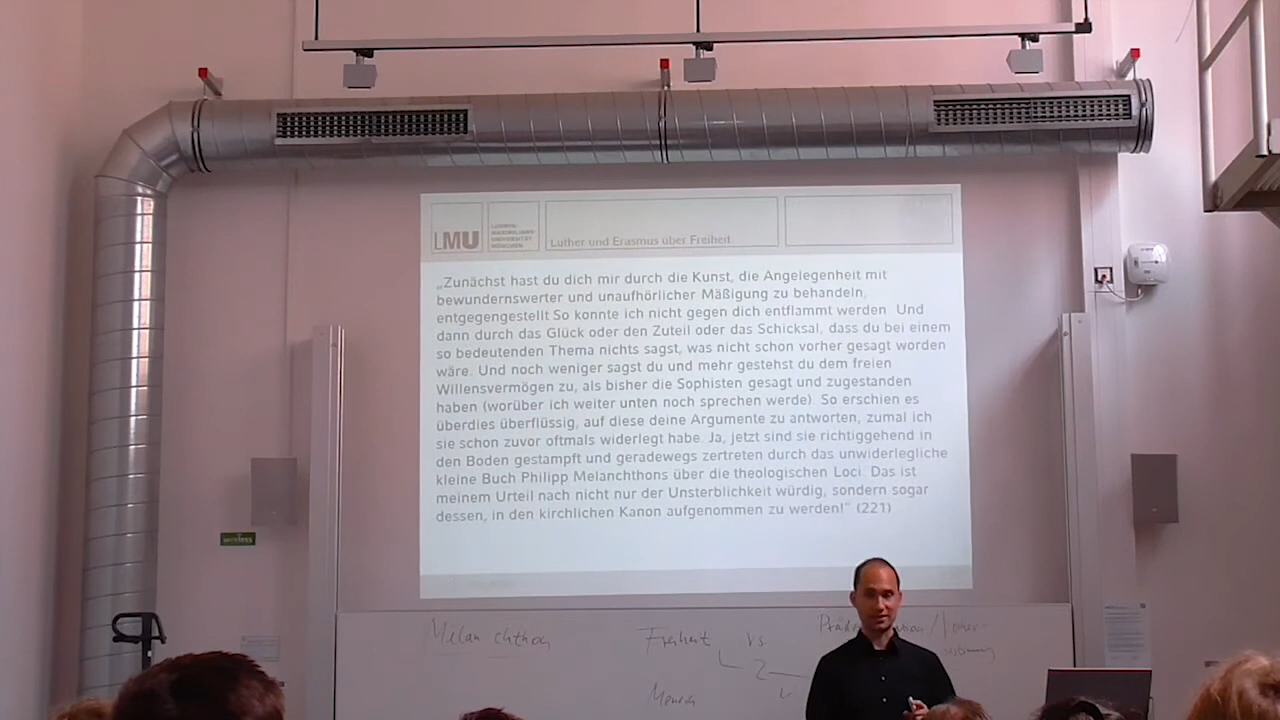 LMU
LUDWIG-
MAXIMILIANS-
UNIVERSITÄT
MÜNCHEN
Luther und Erasmus über Freiheit
„Zunächst hast du dich mir durch die Kunst, die Angelegenheit mit
bewundernswerter und unaufhörlicher Mäßigung zu behandeln,
entgegengestellt So konnte ich nicht gegen dich entflammt werden. Und
dann durch das Glück oder den Zuteil oder das Schicksal, dass du bei einem
so bedeutenden Thema nichts sagst, was nicht schon vorher gesagt worden
wäre. Und noch weniger sagst du und mehr gestehst du dem freien
Willensvermögen zu, als bisher die Sophisten gesagt und zugestanden
haben (worüber ich weiter unten noch sprechen werde). So erschien es
überdies überflüssig, auf diese deine Argumente zu antworten, zumal ich
sie schon zuvor oftmals widerlegt habe. Ja, jetzt sind sie richtiggehend in
den Boden gestampft und geradewegs zertreten durch das unwiderlegliche
kleine Buch Philipp Melanchthons über die theologischen Loci. Das ist
meinem Urteil nach nicht nur der Unsterblichkeit würdig, sondern sogar
dessen, in den kirchlichen Kanon aufgenommen zu werden!" (221)
wireless
Melanchthon
Freiheit vs
Mensch